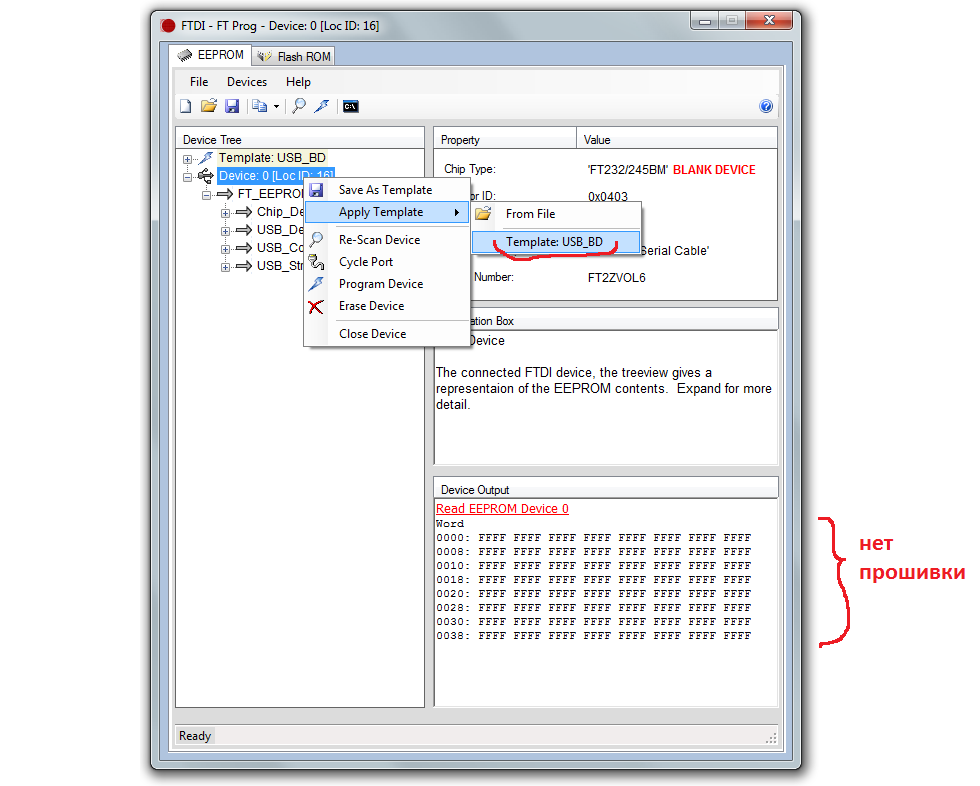 FTDI - FT Prog - Device: 0 [Loc ID: 16]
EEPROM
Flash ROM
File Devices Help
C:\
Device Tree
Property Value
Template: USB_BD
Device: 0 [Loc ID: 16]
FT_EEPRO
Chip_De
USB_De
USB_Co
USB_Str
Save As Template
Apply Template
Re-Scan Device
Cycle Port
Program Device
Erase Device
Close Device
From File
Template: USB_BD
Chip Type: 'FT232/245BM' BLANK DEVICE
or ID: 0x0403
Serial Cable'
Number: FT2ZVOL6
ation Box
Device
The connected FTDI device, the treeview gives a
representaion of the EEPROM contents. Expand for more
detail.
Device Output
Read EEPROM Device 0
Word
0000: FFFF FFFF FFFF FFFF FFFF FFFF FFFF FFFF
0008: FFFF FFFF FFFF FFFF FFFF FFFF FFFF FFFF
0010: FFFF FFFF FFFF FFFF FFFF FFFF FFFF FFFF
0018: FFFF FFFF FFFF FFFF FFFF FFFF FFFF FFFF
0020: FFFF FFFF FFFF FFFF FFFF FFFF FFFF FFFF
0028: FFFF FFFF FFFF FFFF FFFF FFFF FFFF FFFF
0030: FFFF FFFF FFFF FFFF FFFF FFFF FFFF FFFF
0038: FFFF FFFF FFFF FFFF FFFF FFFF FFFF FFFF
нет
прошивки
Ready